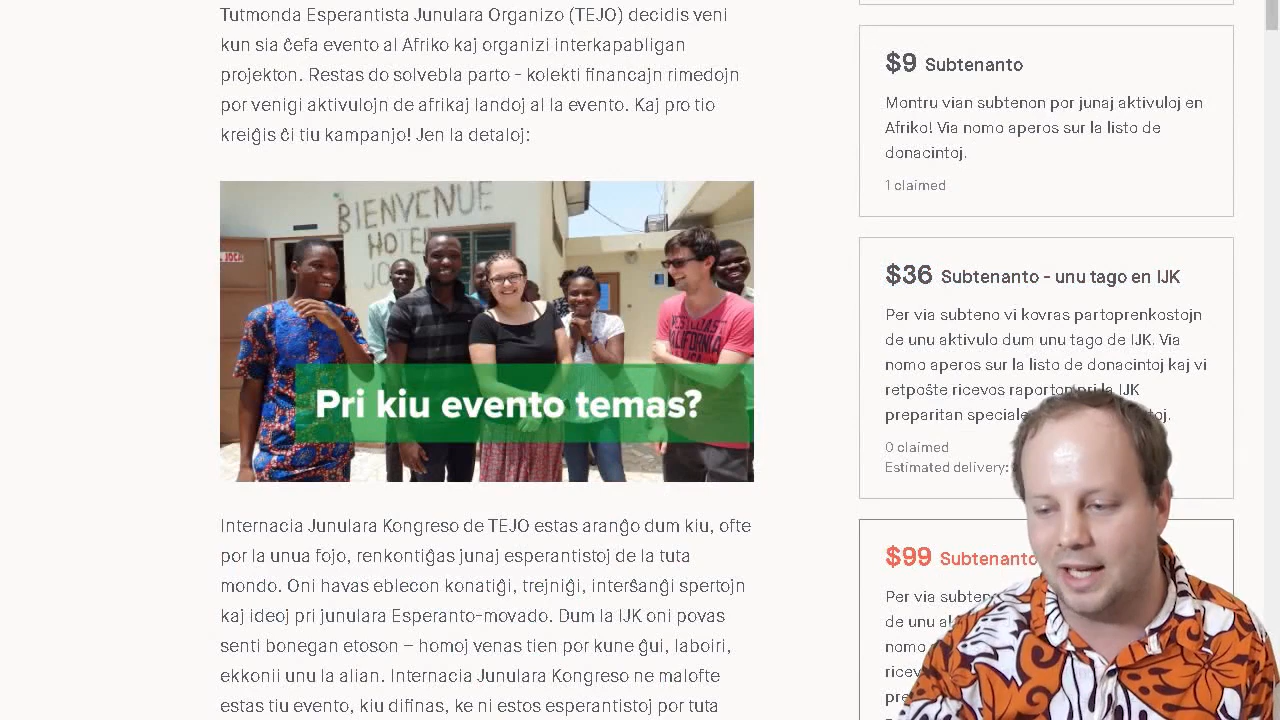 Tutmonda Esperantista Junulara Organizo (TEJO) decidis veni
kun sia ĉefa evento al Afriko kaj organizi interkapabligan
projekton. Restas do solvebla parto - kolekti financajn rimedojn
por venigi aktivulojn de afrikaj landoj al la evento. Kaj pro tio
kreiĝis ĉi tiu kampanjo! Jen la detaloj:
BIENVENUE
HOTEL
JO
Pri kiu evento temas?
Internacia Junulara Kongreso de TEJO estas aranĝo dum kiu, ofte
por la unua fojo, renkontiĝas junaj esperantistoj de la tuta
mondo. Oni havas eblecon konatiĝi, trejniĝi, interŝanĝi spertojn
kaj ideoj pri junulara Esperanto-movado. Dum la IJK oni povas
senti bonegan etoson – homoj venas tien por kune ĝui, laboiri,
ekkonii unu la alian. Internacia Junulara Kongreso ne malofte
estas tiu evento, kiu difinas, ke ni estos esperantistoj por tuta
$9 Subtenanto
Montru vian subtenon por junaj aktivuloj en
Afriko! Via nomo aperos sur la listo de
donacintoj.
1 claimed
$36 Subtenanto - unu tago en IJK
Per via subteno vi kovras partoprenkostojn
de unu aktivulo dum unu tago de IJK. Via
nomo aperos sur la listo de donacintoj kaj vi
retpoŝte ricevos raporton pri la IJK
preparitan speciale
0 claimed
Estimated delivery:
$99 Subtenanto
Per via subten
de unu
nomo
ricev
pre